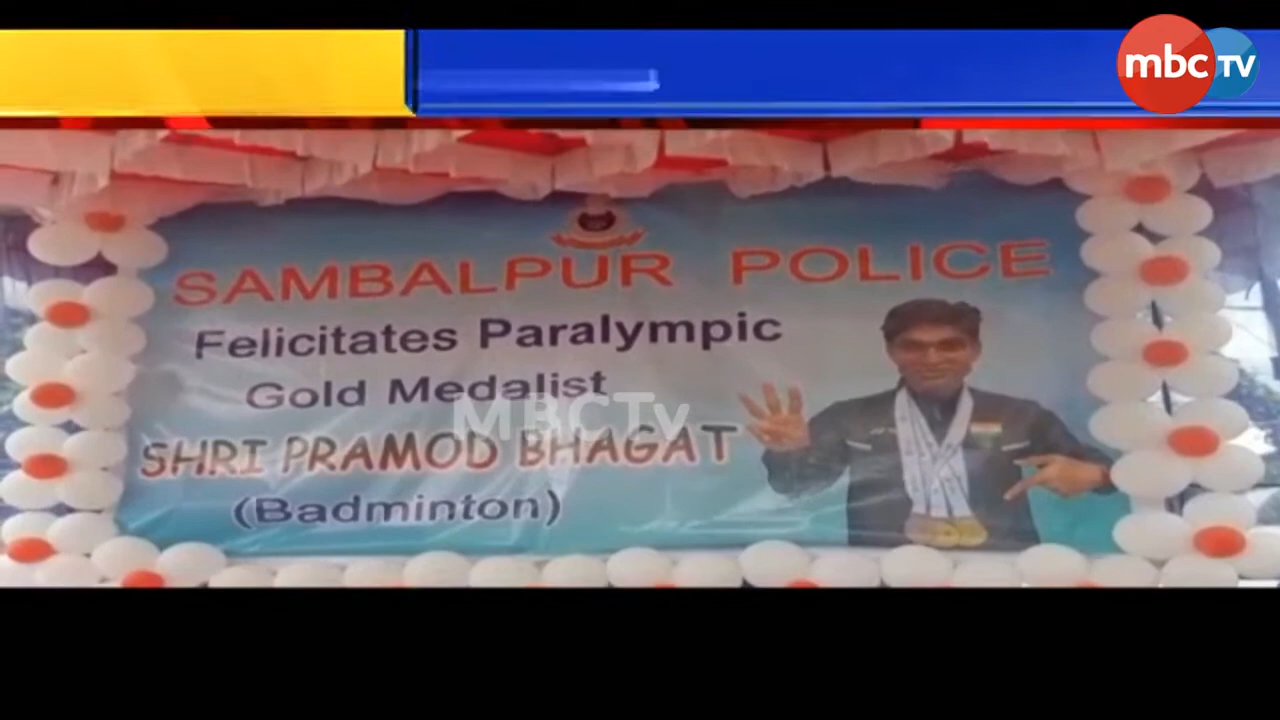 mbc TV
SAMBALPUR POLICE
Felicitates Paralympic
Gold Medalist
MBCTv
SHRI PRAMOD BHAGAT
(Badminton)